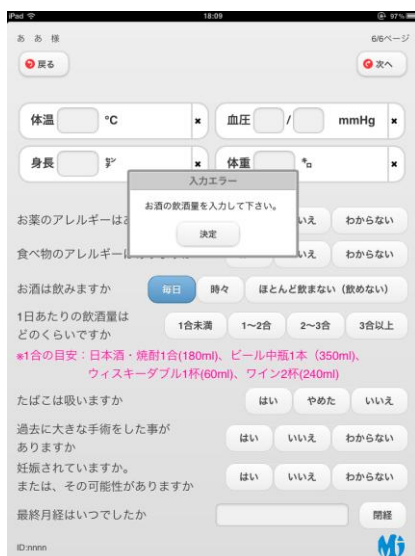 iPad 18:09 97%
ああ 様 6/6ページ
戻る 次へ
体温 °C × 血圧 / mmHg ×
身長 ㌢ × 体重 ㌔
入力エラー
お酒の飲酒量を入力して下さい。
決定
お薬のアレルギーは いえ わからない
食べ物のアレルギー
わからない
お酒は飲みますか 毎日 時々 ほとんど飲まない（飲めない）
1日あたりの飲酒量は
どのくらいですか 1合未満 1〜2合 2〜3合 3合以上
※1合の目安：日本酒・焼酎1合(180ml)、ビール中瓶1本（350ml)、
ウィスキーダブル1杯(60ml)、ワイン2杯(240ml)
たばこは吸いますか はい やめた いいえ
過去に大きな手術をした事が
ありますか はい いいえ わからない
妊娠されていますか。
または、その可能性がありますか はい いいえ わからない
最終月経はいつでしたか 閉経
ID:nnnn